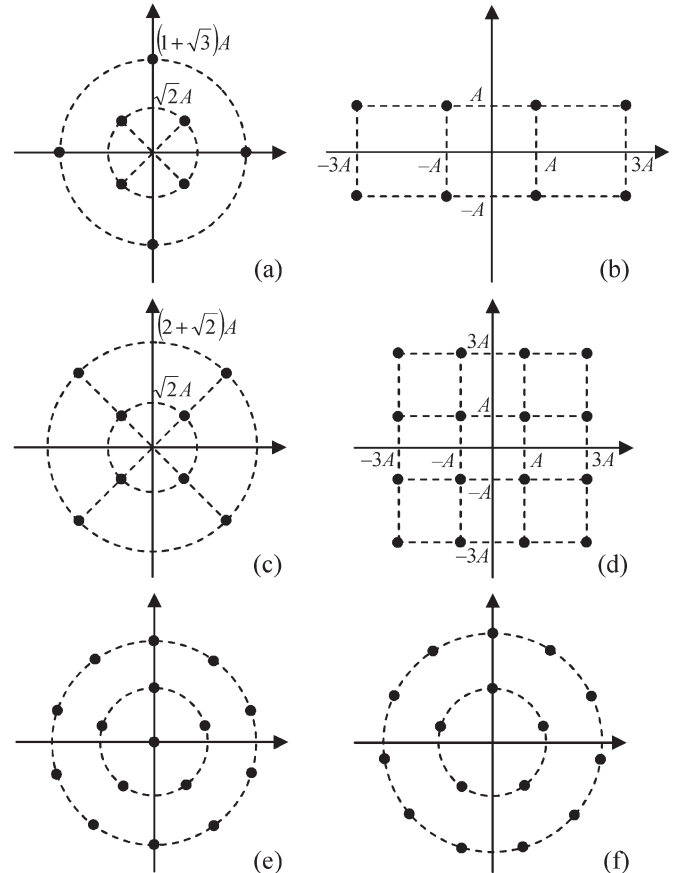 (1+√3)A
√2A
(a)
A
−3A −A A 3A
−A
(b)
(2+√2)A
√2A
(c)
3A
A
−3A −A A 3A
−A
−3A
(d)
(e)
(f)